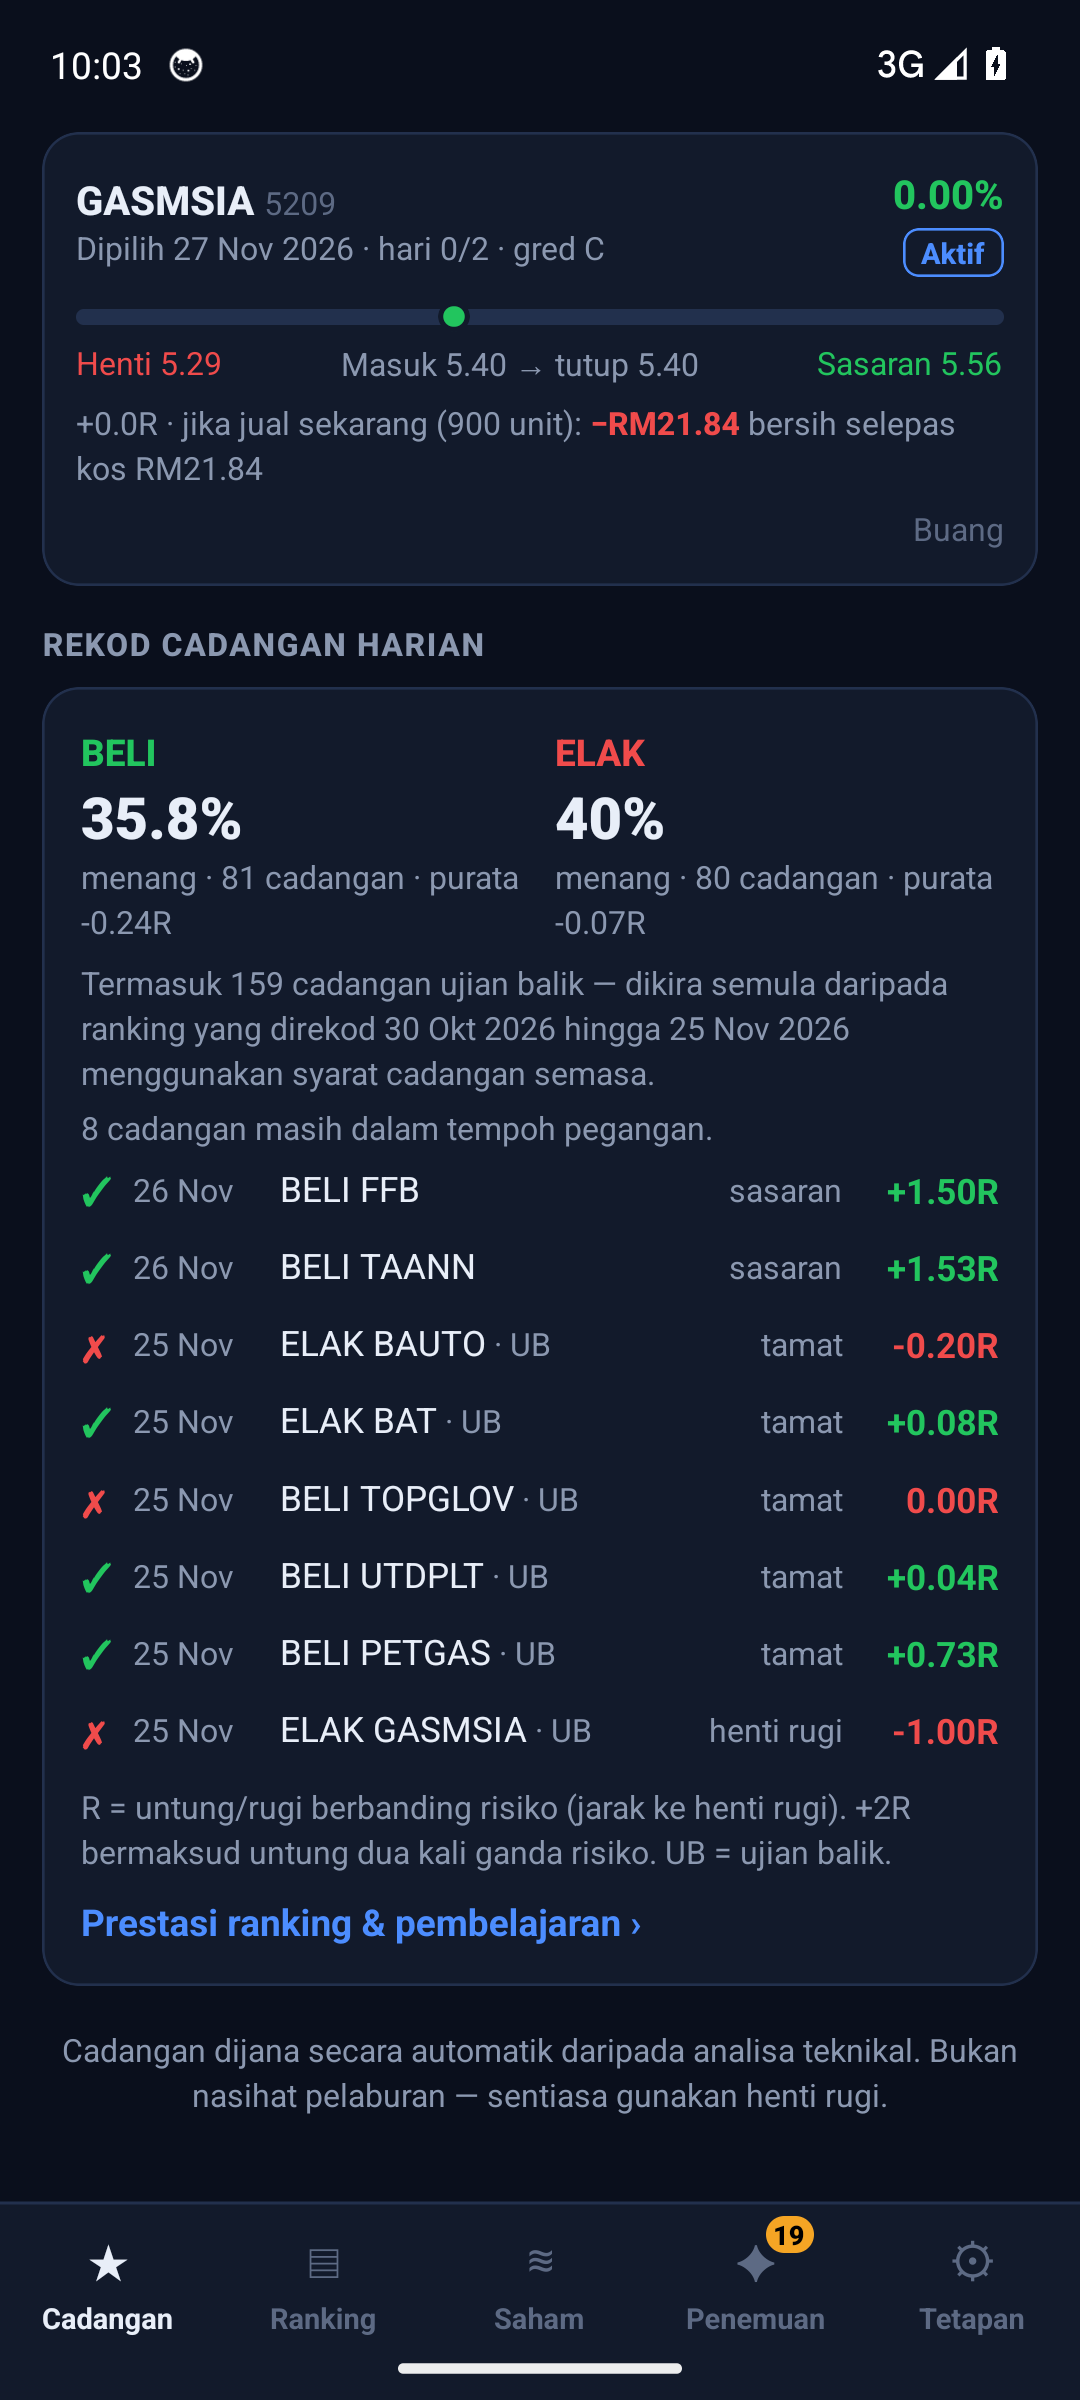 10:03
3G
GASMSIA 5209
0.00%
Dipilih 27 Nov 2026 · hari 0/2 · gred C
Aktif
Henti 5.29
Masuk 5.40 → tutup 5.40
Sasaran 5.56
+0.0R · jika jual sekarang (900 unit): −RM21.84 bersih selepas
kos RM21.84
Buang
REKOD CADANGAN HARIAN
BELI
35.8%
menang · 81 cadangan · purata
-0.24R
ELAK
40%
menang · 80 cadangan · purata
-0.07R
Termasuk 159 cadangan ujian balik — dikira semula daripada
ranking yang direkod 30 Okt 2026 hingga 25 Nov 2026
menggunakan syarat cadangan semasa.
8 cadangan masih dalam tempoh pegangan.
✓ 26 Nov BELI FFB sasaran +1.50R
✓ 26 Nov BELI TAANN sasaran +1.53R
✗ 25 Nov ELAK BAUTO · UB tamat -0.20R
✓ 25 Nov ELAK BAT · UB tamat +0.08R
✗ 25 Nov BELI TOPGLOV · UB tamat 0.00R
✓ 25 Nov BELI UTDPLT · UB tamat +0.04R
✓ 25 Nov BELI PETGAS · UB tamat +0.73R
✗ 25 Nov ELAK GASMSIA · UB henti rugi -1.00R
R = untung/rugi berbanding risiko (jarak ke henti rugi). +2R
bermaksud untung dua kali ganda risiko. UB = ujian balik.
Prestasi ranking & pembelajaran ›
Cadangan dijana secara automatik daripada analisa teknikal. Bukan
nasihat pelaburan — sentiasa gunakan henti rugi.
19
Cadangan
Ranking
Saham
Penemuan
Tetapan